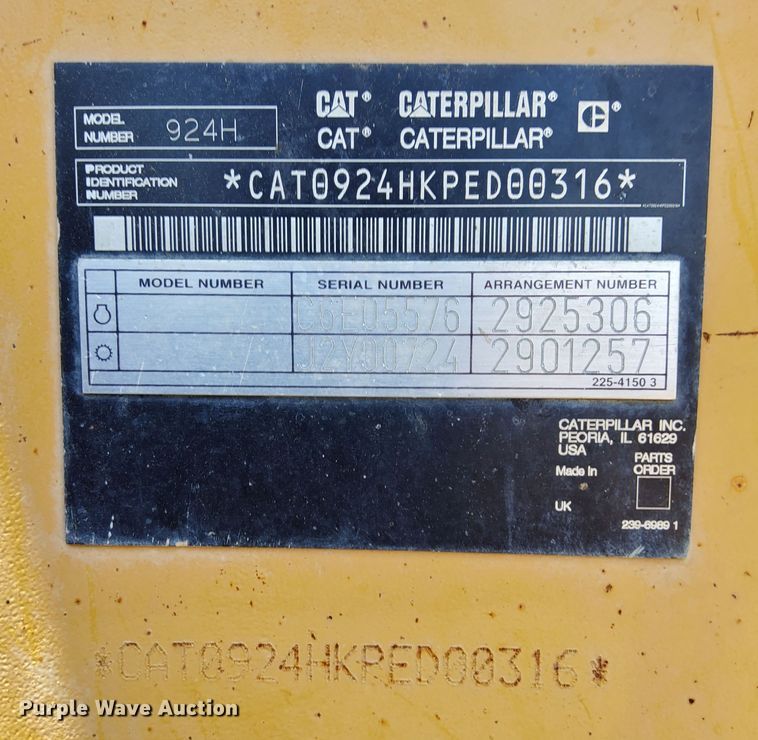 CAT® CATERPILLAR® ®
CAT® CATERPILLAR®
MODEL NUMBER 924H
PRODUCT IDENTIFICATION NUMBER *CAT0924HKPED00316*
MODEL NUMBER SERIAL NUMBER ARRANGEMENT NUMBER
C6E05576 2925306
J2Y00724 2901257
225-4150 3
CATERPILLAR INC.
PEORIA, IL 61629
USA
PARTS ORDER
Made in
UK
239-6989 1
*CAT0924HKPED00316*
Purple Wave Auction